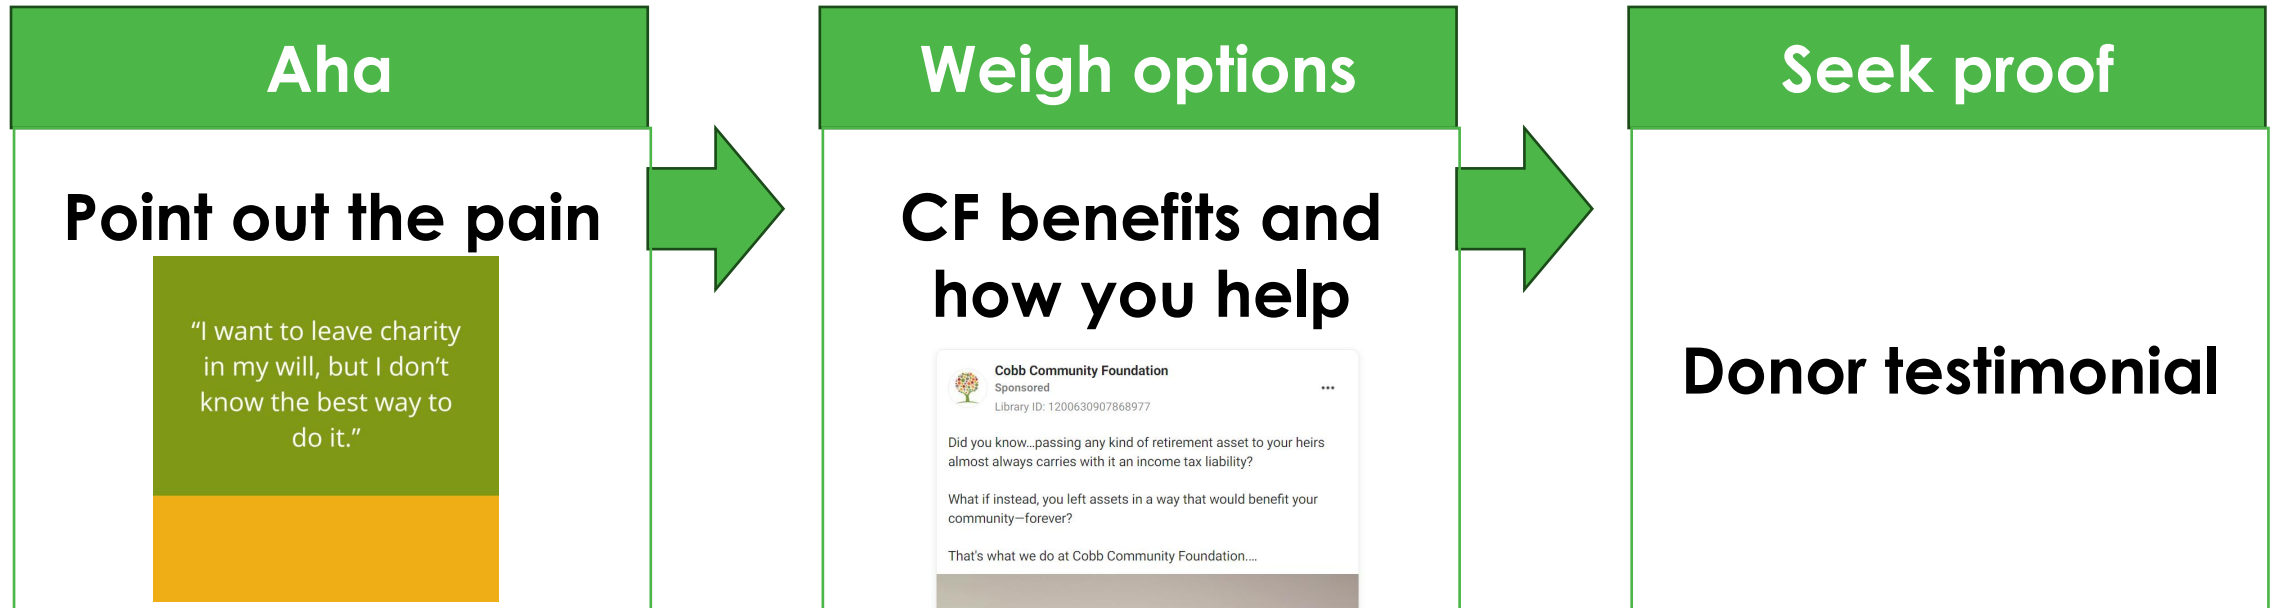 Aha
Point out the pain
“I want to leave charity
in my will, but I don’t
know the best way to
do it.”
Weigh options
CF benefits and
how you help
Cobb Community Foundation
Sponsored
Library ID: 1200630907868977
Did you know...passing any kind of retirement asset to your heirs
almost always carries with it an income tax liability?
What if instead, you left assets in a way that would benefit your
community—forever?
That's what we do at Cobb Community Foundation....
Seek proof
Donor testimonial